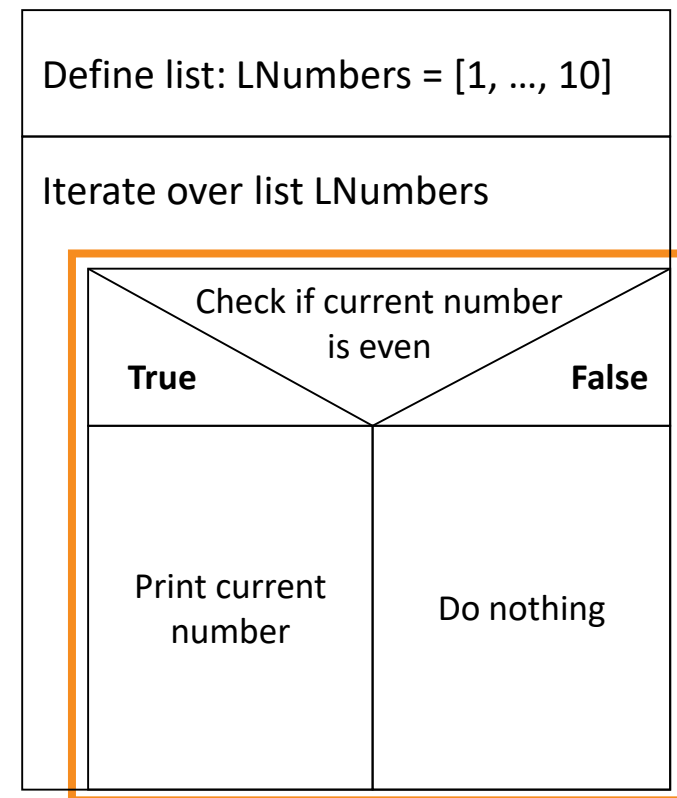 Define list: LNumbers = [1, …, 10]
Iterate over list LNumbers
Check if current number
is even
True
False
Print current
number
Do nothing